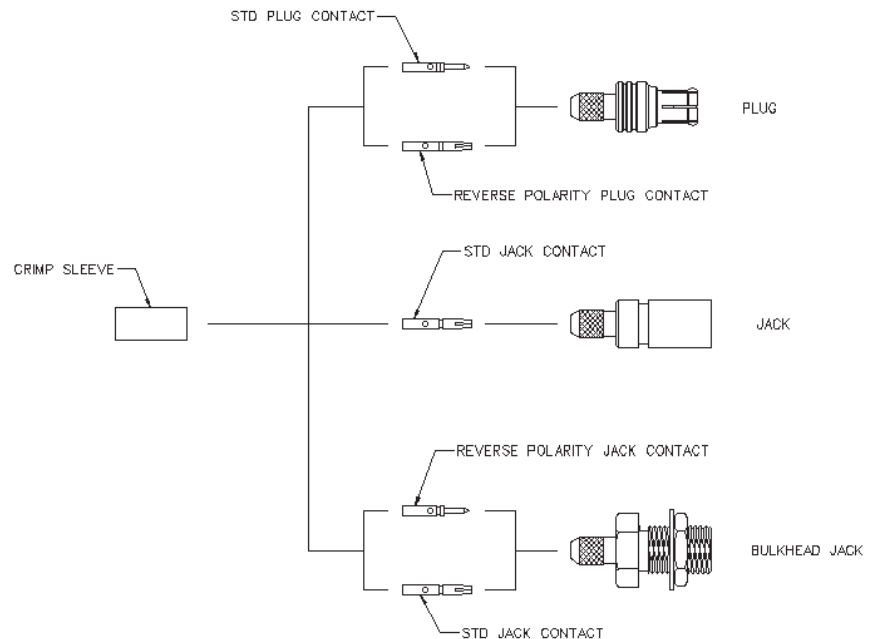 STD PLUG CONTACT
PLUG
REVERSE POLARITY PLUG CONTACT
STD JACK CONTACT
CRIMP SLEEVE
JACK
REVERSE POLARITY JACK CONTACT
BULKHEAD JACK
STD JACK CONTACT